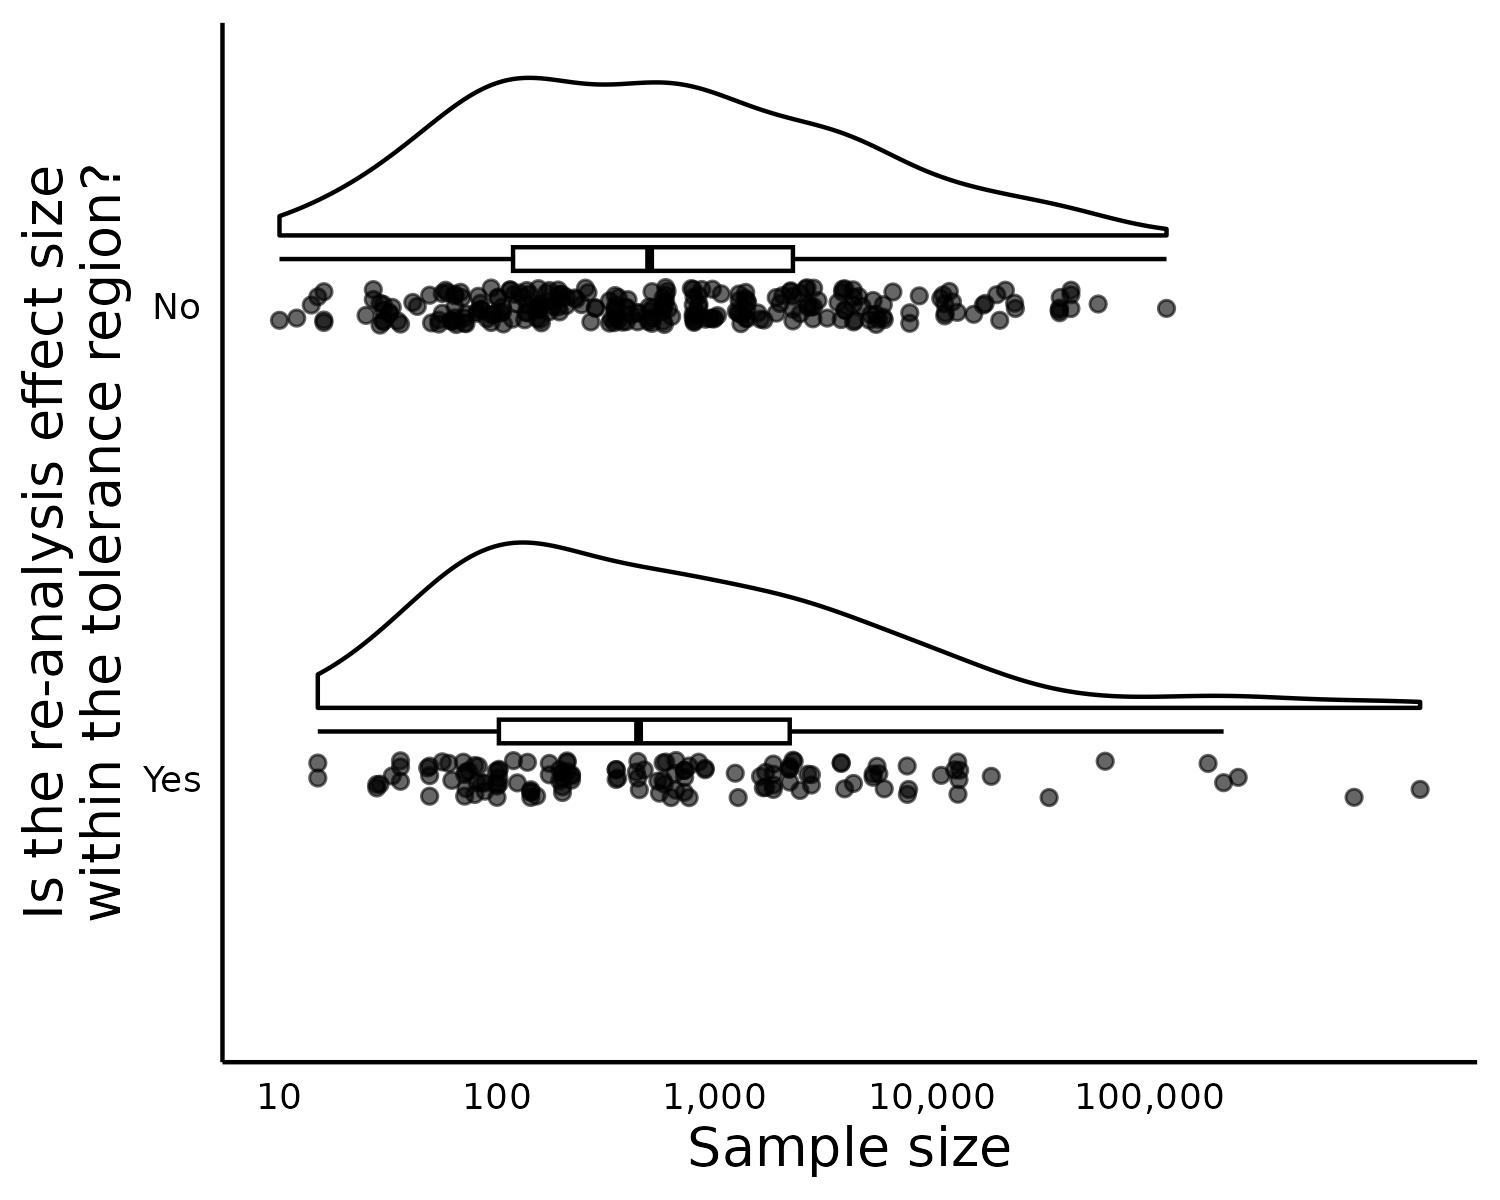 Is the re-analysis effect size
within the tolerance region?
No
Yes
10 100 1,000 10,000 100,000
Sample size